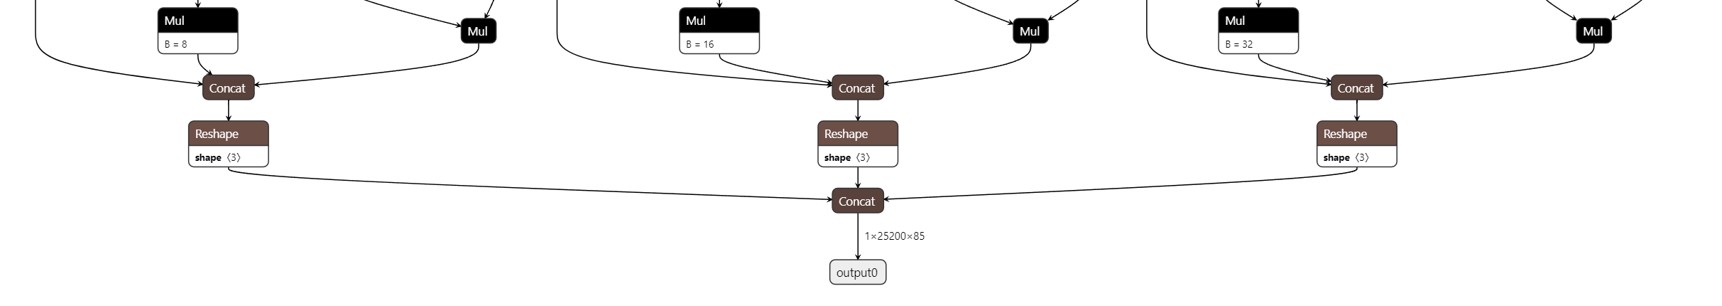 Mul
B = 8
Mul
Mul
B = 16
Mul
Mul
B = 32
Mul
Concat
Concat
Concat
Reshape
shape 〈3〉
Reshape
shape 〈3〉
Reshape
shape 〈3〉
Concat
1×25200×85
output0